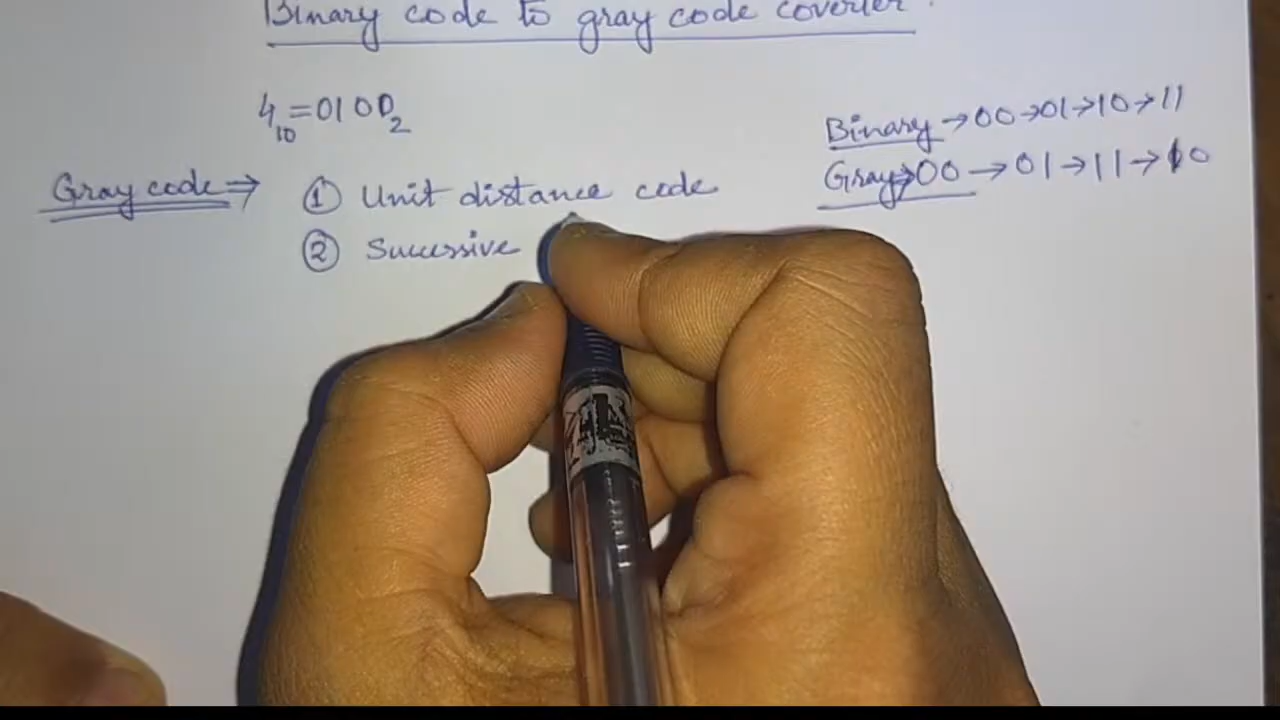 Binary code to gray code coverter.
4₁₀=0100₂
Binary→00→01→10→11
Gray→00→01→11→10
Gray code⇒ ① Unit distance code
② Successive